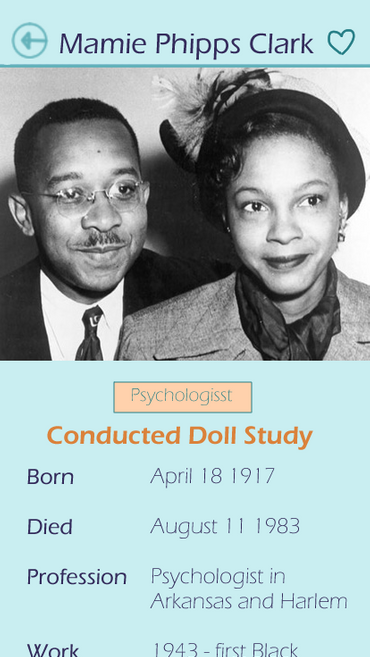 Mamie Phipps Clark
Psychologisst
Conducted Doll Study
Born April 18 1917
Died August 11 1983
Profession Psychologist in
Arkansas and Harlem
Work 1943 - first Black